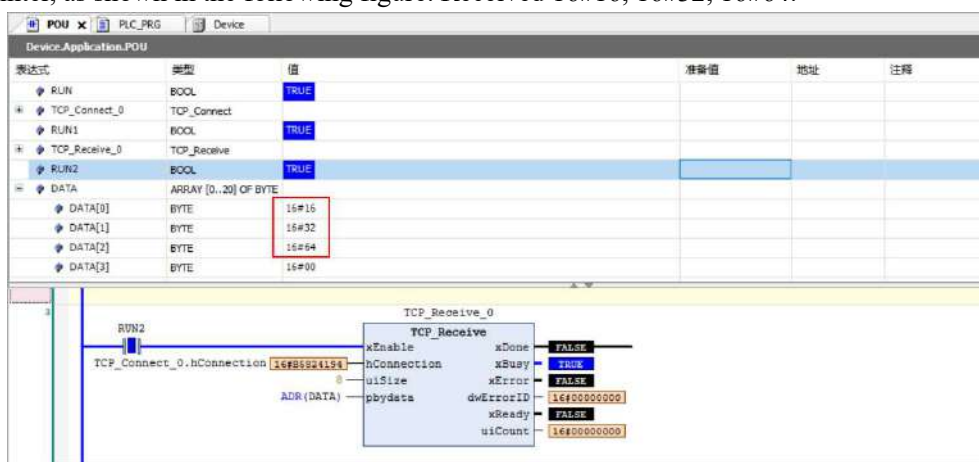 as shown in the following figure. Received 16#16, 16#32, 16#64.
POU PLC_PRG Device
Device.Application.POU
表达式 类型 值 准备值 地址 注释
RUN BOOL TRUE
TCP_Connect_0 TCP_Connect
RUN1 BOOL TRUE
TCP_Receive_0 TCP_Receive
RUN2 BOOL TRUE
DATA ARRAY [0..20] OF BYTE
DATA[0] BYTE 16#16
DATA[1] BYTE 16#32
DATA[2] BYTE 16#64
DATA[3] BYTE 16#00
3
TCP_Receive_0
RUN2 TCP_Receive
xEnable xDone FALSE
TCP_Connect_0.hConnection hConnection xBusy TRUE
uiSize xError FALSE
ADR(DATA) pbydata dwErrorID 16#00000000
xReady FALSE
uiCount 16#00000000